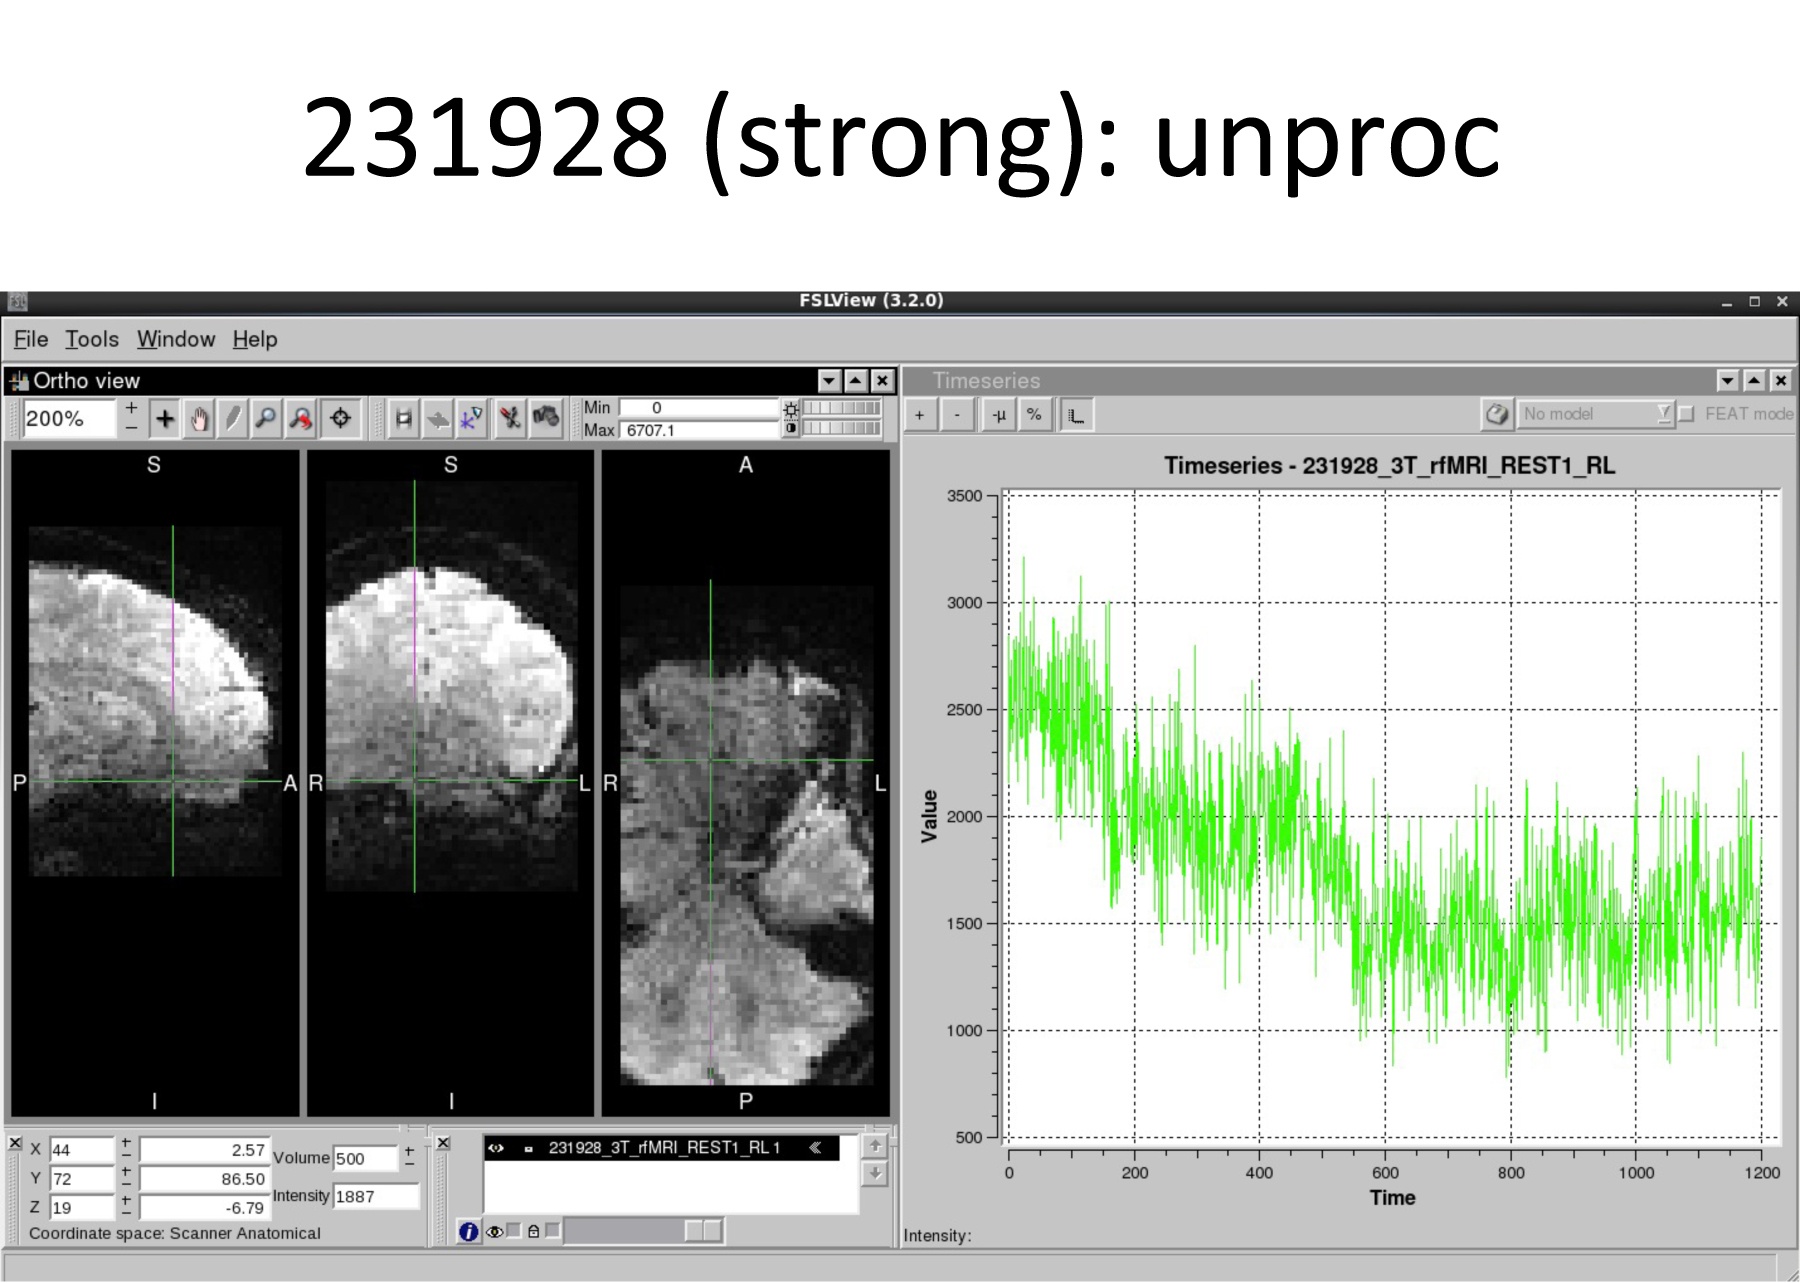 231928 (strong): unproc
FSL
FSLView (3.2.0)
File Tools Window Help
Ortho view
Timeseries
200%
+
-
Min 0
Max 6707.1
+ - -μ %
No model
FEAT mode
S
S
A
P
A
R
L
R
L
I
I
P
Timeseries - 231928_3T_rfMRI_REST1_RL
3500
3000
2500
2000
1500
1000
500
Value
0 200 400 600 800 1000 1200
Time
X 44 2.57
Y 72 86.50
Z 19 -6.79
Volume 500
Intensity 1887
Coordinate space: Scanner Anatomical
231928_3T_rfMRI_REST1_RL 1
Intensity: